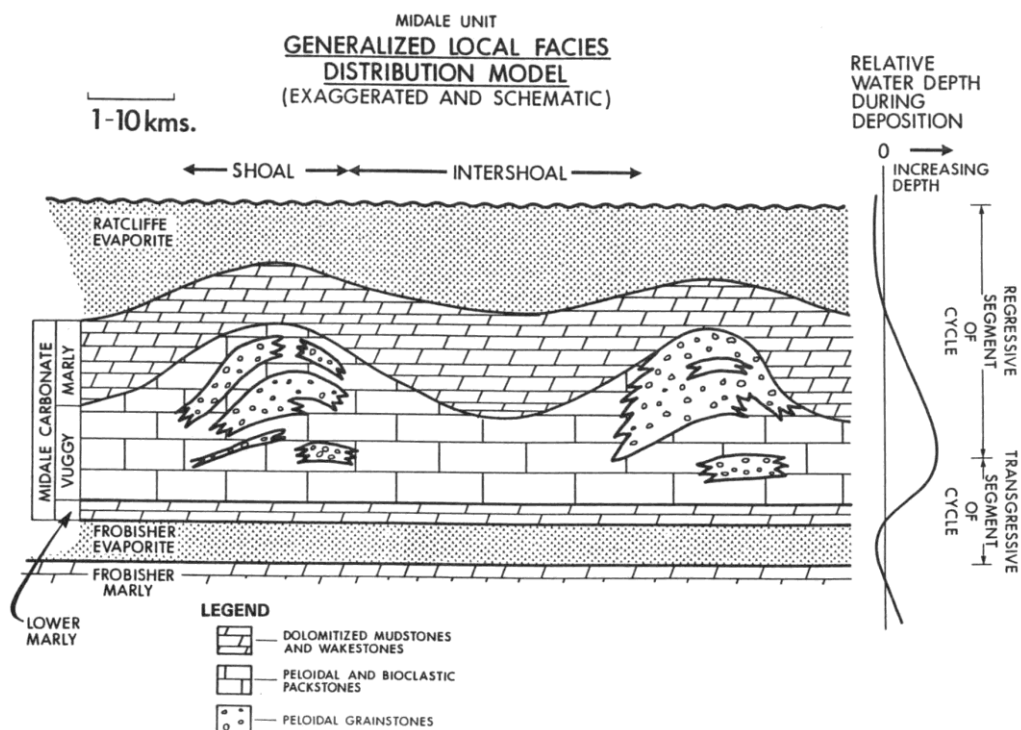 MIDALE UNIT
GENERALIZED LOCAL FACIES
DISTRIBUTION MODEL
(EXAGGERATED AND SCHEMATIC)
1-10 kms.
SHOAL
INTERSHOAL
RELATIVE
WATER DEPTH
DURING
DEPOSITION
0
INCREASING
DEPTH
RATCLIFFE
EVAPORITE
MIDALE CARBONATE
MARLY
VUGGY
FROBISHER
EVAPORITE
FROBISHER
MARLY
LOWER
MARLY
REGRESSIVE
SEGMENT
OF
CYCLE
TRANSGRESSIVE
SEGMENT
OF
CYCLE
LEGEND
DOLOMITIZED MUDSTONES
AND WAKESTONES
PELOIDAL AND BIOCLASTIC
PACKSTONES
PELOIDAL GRAINSTONES